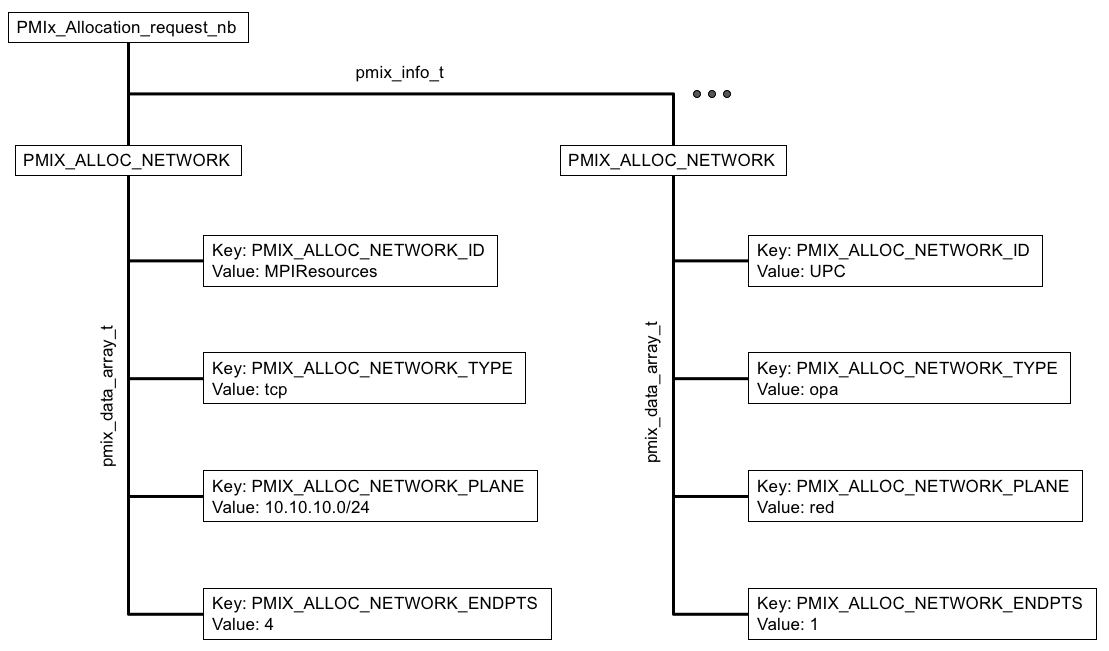 PMIx_Allocation_request_nb
pmix_info_t
PMIX_ALLOC_NETWORK
PMIX_ALLOC_NETWORK
pmix_data_array_t
Key: PMIX_ALLOC_NETWORK_ID
Value: MPIResources
Key: PMIX_ALLOC_NETWORK_TYPE
Value: tcp
Key: PMIX_ALLOC_NETWORK_PLANE
Value: 10.10.10.0/24
Key: PMIX_ALLOC_NETWORK_ENDPTS
Value: 4
pmix_data_array_t
Key: PMIX_ALLOC_NETWORK_ID
Value: UPC
Key: PMIX_ALLOC_NETWORK_TYPE
Value: opa
Key: PMIX_ALLOC_NETWORK_PLANE
Value: red
Key: PMIX_ALLOC_NETWORK_ENDPTS
Value: 1